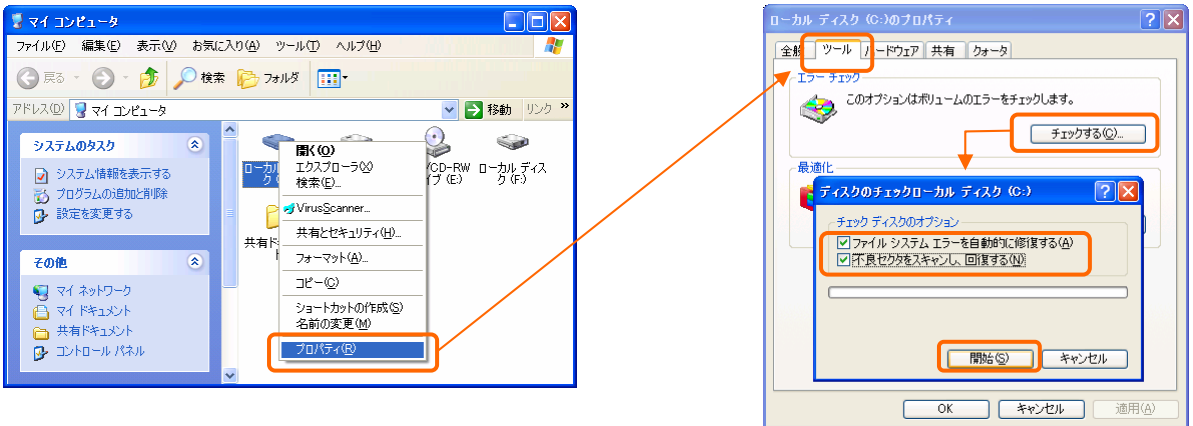 マイ コンピュータ
ファイル(F) 編集(E) 表示(V) お気に入り(A) ツール(T) ヘルプ(H)
戻る 検索 フォルダ
アドレス(D) マイ コンピュータ 移動 リンク »
システムのタスク
システム情報を表示する
プログラムの追加と削除
設定を変更する
その他
マイ ネットワーク
マイ ドキュメント
共有ドキュメント
コントロール パネル
ローカル ディスク (F:)
開く(O)
エクスプローラ(X)
検索(E)...
VirusScanner...
共有とセキュリティ(H)...
フォーマット(A)...
コピー(C)
ショートカットの作成(S)
名前の変更(M)
プロパティ(R)
ローカル ディスク (C:)のプロパティ
全般 ツール ハードウェア 共有 クォータ
エラー チェック
このオプションはボリュームのエラーをチェックします。
チェックする(C)...
最適化
ディスクのチェックローカル ディスク (C:)
チェック ディスクのオプション
ファイル システム エラーを自動的に修復する(A)
不良セクタをスキャンし、回復する(N)
開始(S) キャンセル
OK キャンセル 適用(A)